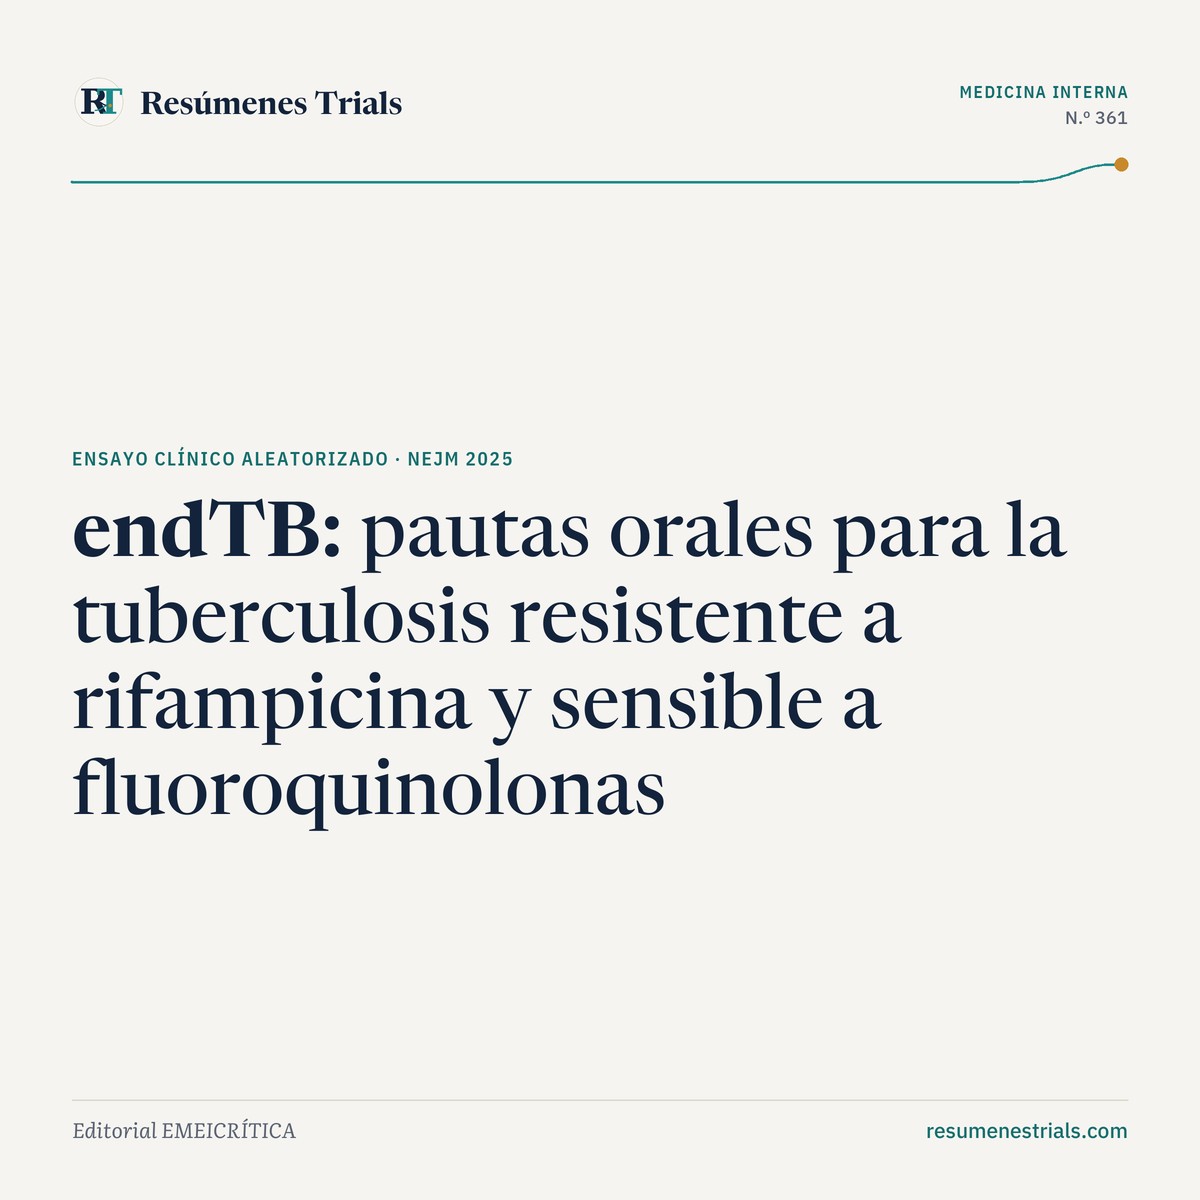 RT Resúmenes Trials
MEDICINA INTERNA
N.º 361
ENSAYO CLÍNICO ALEATORIZADO · NEJM 2025
endTB: pautas orales para la
tuberculosis resistente a
rifampicina y sensible a
fluoroquinolonas
Editorial EMEICRÍTICA
resumenestrials.com